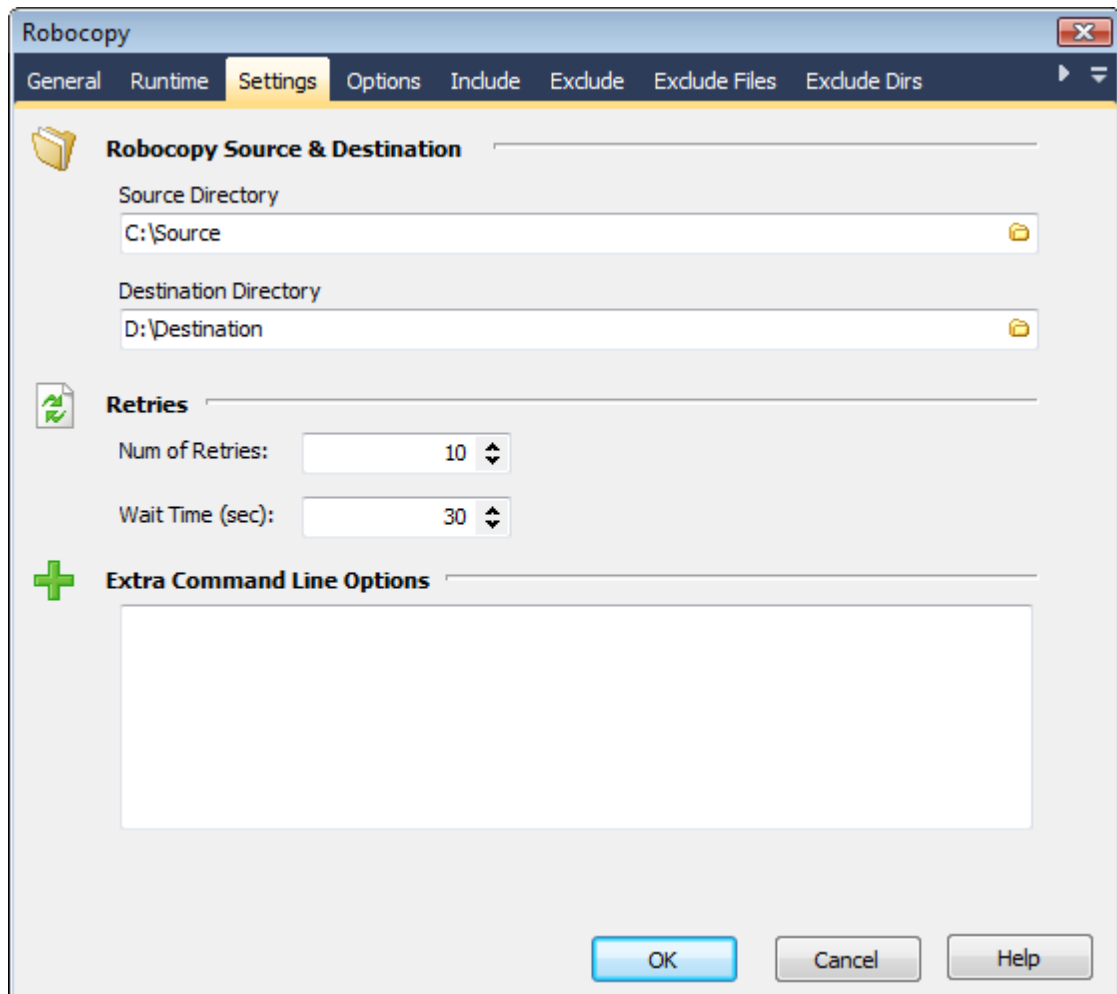 Robocopy
General Runtime Settings Options Include Exclude Exclude Files Exclude Dirs
Robocopy Source & Destination
Source Directory
C:\Source
Destination Directory
D:\Destination
Retries
Num of Retries: 10
Wait Time (sec): 30
Extra Command Line Options
OK Cancel Help